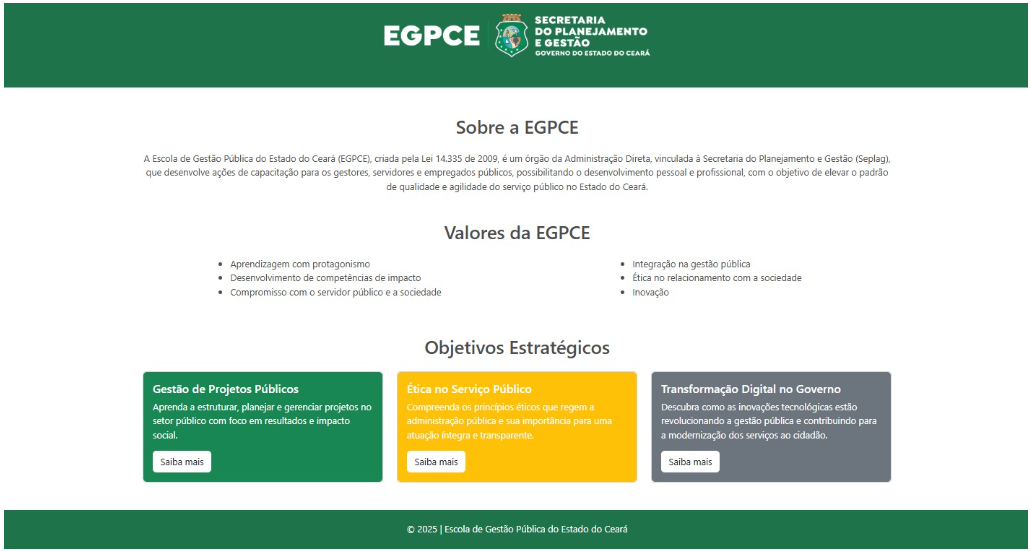 EGPCE
SECRETARIA
DO PLANEJAMENTO
E GESTÃO
GOVERNO DO ESTADO DO CEARÁ
Sobre a EGPCE
A Escola de Gestão Pública do Estado do Ceará (EGPCE), criada pela Lei 14.335 de 2009, é um órgão da Administração Direta, vinculada à Secretaria do Planejamento e Gestão (Seplag),
que desenvolve ações de capacitação para os gestores, servidores e empregados públicos, possibilitando o desenvolvimento pessoal e profissional, com o objetivo de elevar o padrão
de qualidade e agilidade do serviço público no Estado do Ceará.
Valores da EGPCE
• Aprendizagem com protagonismo
• Desenvolvimento de competências de impacto
• Compromisso com o servidor público e a sociedade
• Integração na gestão pública
• Ética no relacionamento com a sociedade
• Inovação
Objetivos Estratégicos
Gestão de Projetos Públicos
Aprenda a estruturar, planejar e gerenciar projetos no
setor público com foco em resultados e impacto
social.
Saiba mais
Ética no Serviço Público
Compreenda os princípios éticos que regem a
administração pública e sua importância para uma
atuação íntegra e transparente.
Saiba mais
Transformação Digital no Governo
Descubra como as inovações tecnológicas estão
revolucionando a gestão pública e contribuindo para
a modernização dos serviços ao cidadão.
Saiba mais
© 2025 | Escola de Gestão Pública do Estado do Ceará